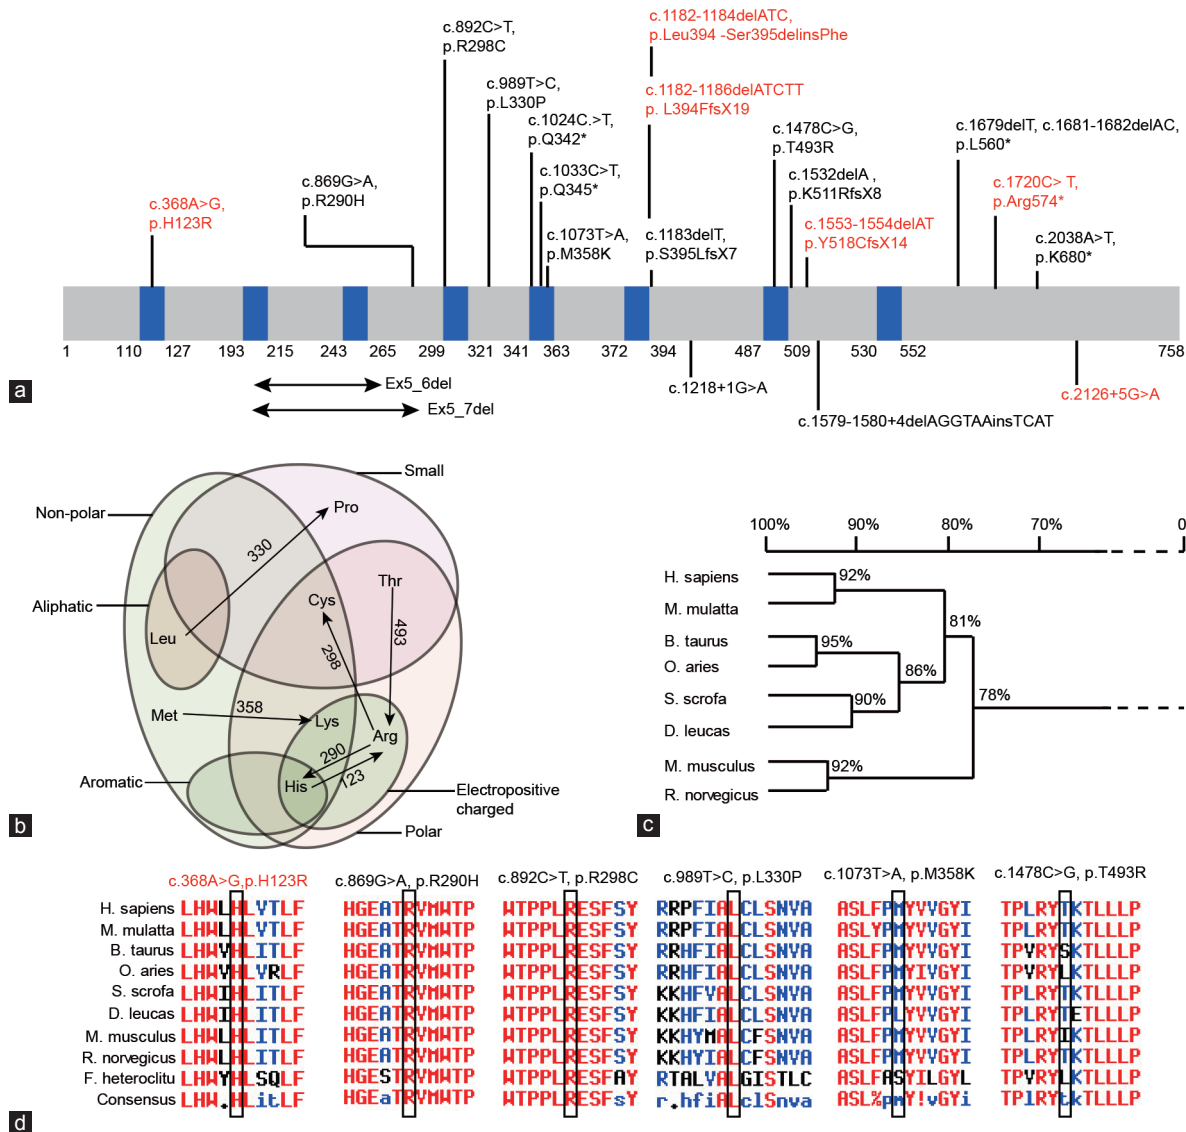 c.892C>T,
p.R298C
c.1182-1184delATC,
p.Leu394 -Ser395delinsPhe
c.989T>C,
p.L330P
c.1182-1186delATCTT
p. L394FfsX19
c.1024C.>T,
p.Q342*
c.1478C>G,
p.T493R
c.1679delT, c.1681-1682delAC,
p.L560*
c.869G>A,
p.R290H
c.1033C>T,
p.Q345*
c.1532delA ,
p.K511RfsX8
c.1720C> T,
p.Arg574*
c.368A>G,
p.H123R
c.1073T>A,
p.M358K
c.1183delT,
p.S395LfsX7
c.1553-1554delAT
p.Y518CfsX14
c.2038A>T,
p.K680*
1 110 127 193 215 243 265 299 321 341 363 372 394 487 509 530 552 758
a
Ex5_6del
Ex5_7del
c.1218+1G>A
c.1579-1580+4delAGGTAAinsTCAT
c.2126+5G>A
Small
Non-polar
Pro
330
Aliphatic
Thr
Cys
Leu
493
298
Met
358
Lys
Arg
290
123
Aromatic
His
Electropositive
charged
Polar
b
100% 90% 80% 70% 0
H. sapiens
92%
M. mulatta
81%
B. taurus
95%
O. aries
86%
S. scrofa
90%
D. leucas
78%
M. musculus
92%
R. norvegicus
c
c.368A>G,p.H123R c.869G>A, p.R290H c.892C>T, p.R298C c.989T>C, p.L330P c.1073T>A, p.M358K c.1478C>G, p.T493R
H. sapiens LHWLHLVTLF HGEATRVMWTP WTPPLRESFSY RRPFIALCLSNVA ASLFPMYVVGYI TPLRYTKTLLLP
M. mulatta LHWLHLVTLF HGEATRVMWTP WTPPLRESFSY RRPFIALCLSNVA ASLYPMYVVGYI TPLRYTKTLLLP
B. taurus LHWVHLITLF HGEATRVMWTP WTPPLRESFSY RRHFIALCLSNVA ASLFPMYVVGYI TPVRYSKTLLLP
O. aries LHWVHLVRLF HGEATRVMWTP WTPPLRESFSY RRHFIALCLSNVA ASLFPMYIVGYI TPVRYLKTLLLP
S. scrofa LHWIHLITLF HGEATRVMWTP WTPPLRESFSY KKHFVALCLSNVA ASLFPMYVVGYI TPLRYTKTLLLP
D. leucas LHWIHLITLF HGEATRVMWTP WTPPLRESFSY KKHFIALCLSNVA ASLFPLYVVGYI TPLRYTETLLLP
M. musculus LHWLHLITLF HGEATRVMWTP WTPPLRESFSY KKHYMALCFSNVA ASLFPMYVVGYI TPLRYIKTLLLP
R. norvegicus LHWLHLITLF HGEATRVMWTP WTPPLRESFSY KKHYIALCFSNVA ASLFPMYVVGYI TPLRYTKTLLLP
F. heteroclitu LHWYHLSQLF HGESTRVMWTP WTPPLRESFAY RTALVALGISTLC ASLFASYILGYL TPVRYLKTLLLP
Consensus LHW.HLitLF HGEaTRVMWTP WTPPLRESFsY r.hfiALclSnva ASL%pmY!vGYi TPlRYtkTLLLP
d